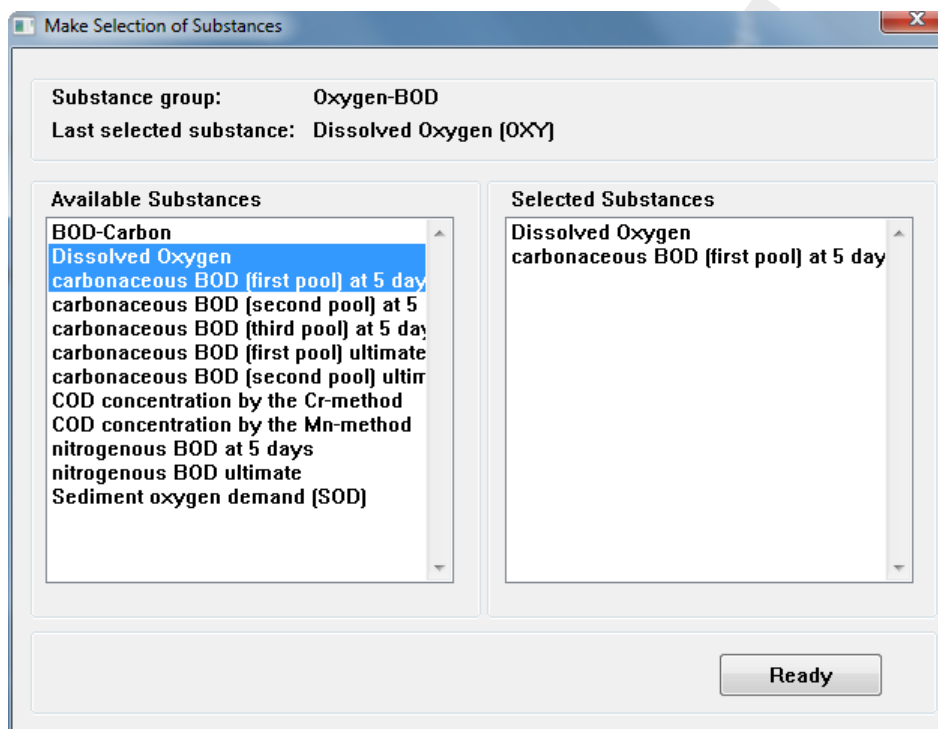 Make Selection of Substances
X
Substance group: Oxygen-BOD
Last selected substance: Dissolved Oxygen (OXY)
Available Substances
BOD-Carbon
Dissolved Oxygen
carbonaceous BOD (first pool) at 5 day
carbonaceous BOD (second pool) at 5
carbonaceous BOD (third pool) at 5 day
carbonaceous BOD (first pool) ultimate
carbonaceous BOD (second pool) ultim
COD concentration by the Cr-method
COD concentration by the Mn-method
nitrogenous BOD at 5 days
nitrogenous BOD ultimate
Sediment oxygen demand (SOD)
Selected Substances
Dissolved Oxygen
carbonaceous BOD (first pool) at 5 day
Ready